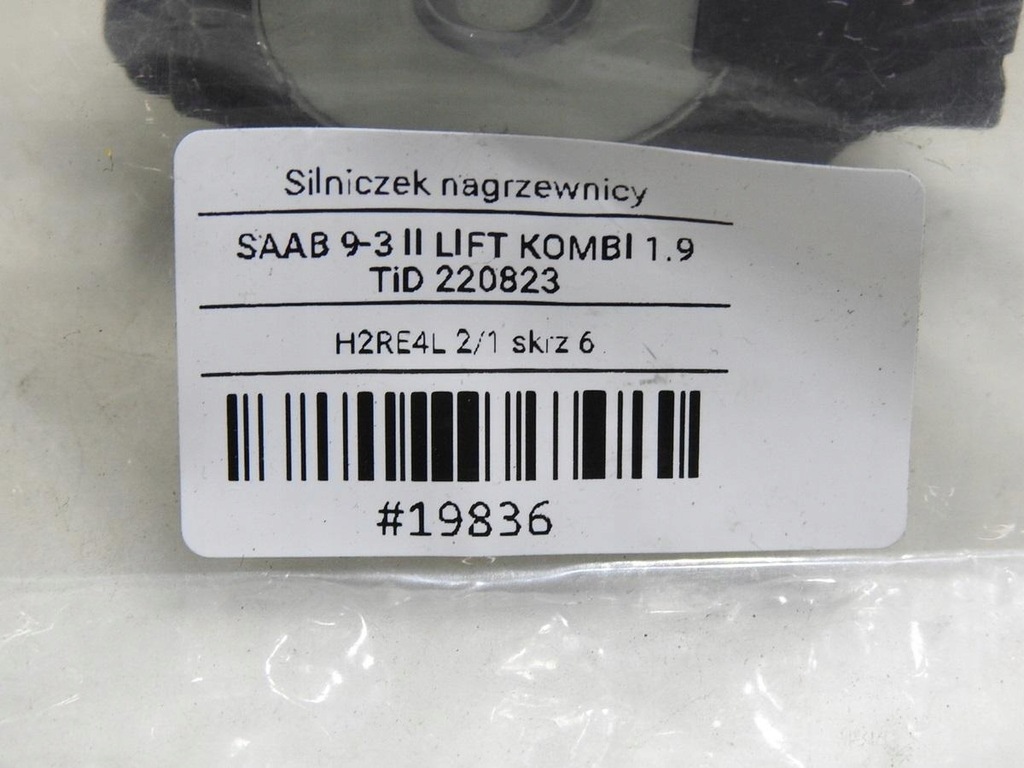 Silniczek nagrzewnicy
SAAB 9-3 II LIFT KOMBI 1.9
TiD 220823
H2RE4L 2/1 skrz 6
#19836